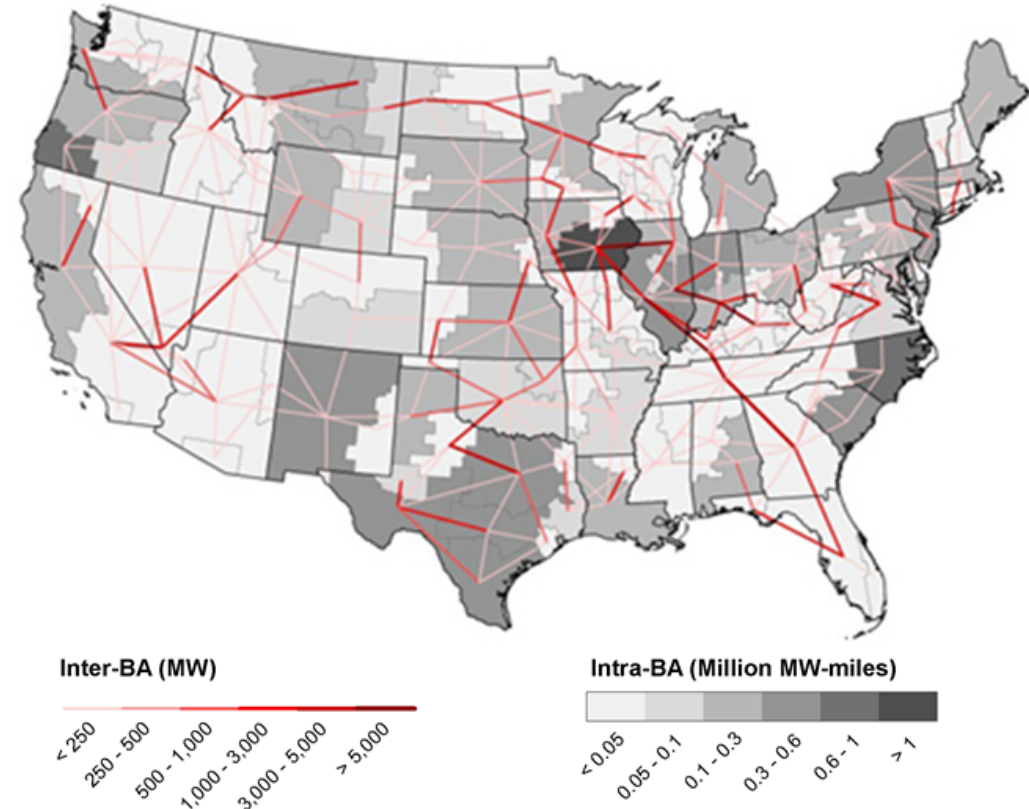 Inter-BA (MW)
< 250
250 - 500
500 - 1,000
1,000 - 3,000
3,000 - 5,000
> 5,000
Intra-BA (Million MW-miles)
< 0.05
0.05 - 0.1
0.1 - 0.3
0.3 - 0.6
0.6 - 1
> 1